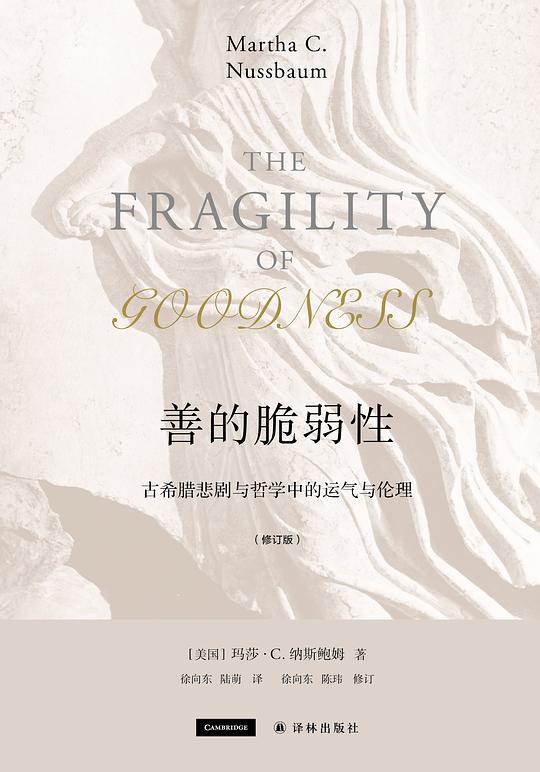 Martha C.
Nussbaum
THE
FRAGILITY
OF
GOODNESS
善的脆弱性
古希腊悲剧与哲学中的运气与伦理
（修订版）
［美国］玛莎·C. 纳斯鲍姆 著
徐向东 陆萌 译 徐向东 陈玮 修订
CAMBRIDGE 译林出版社